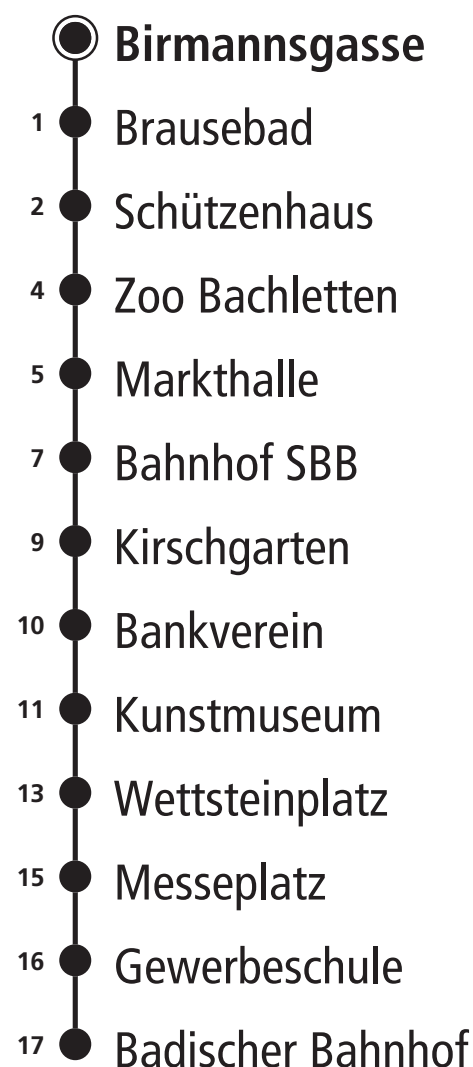 Birmannsgasse
1 Brausebad
2 Schützenhaus
4 Zoo Bachletten
5 Markthalle
7 Bahnhof SBB
9 Kirschgarten
10 Bankverein
11 Kunstmuseum
13 Wettsteinplatz
15 Messeplatz
16 Gewerbeschule
17 Badischer Bahnhof